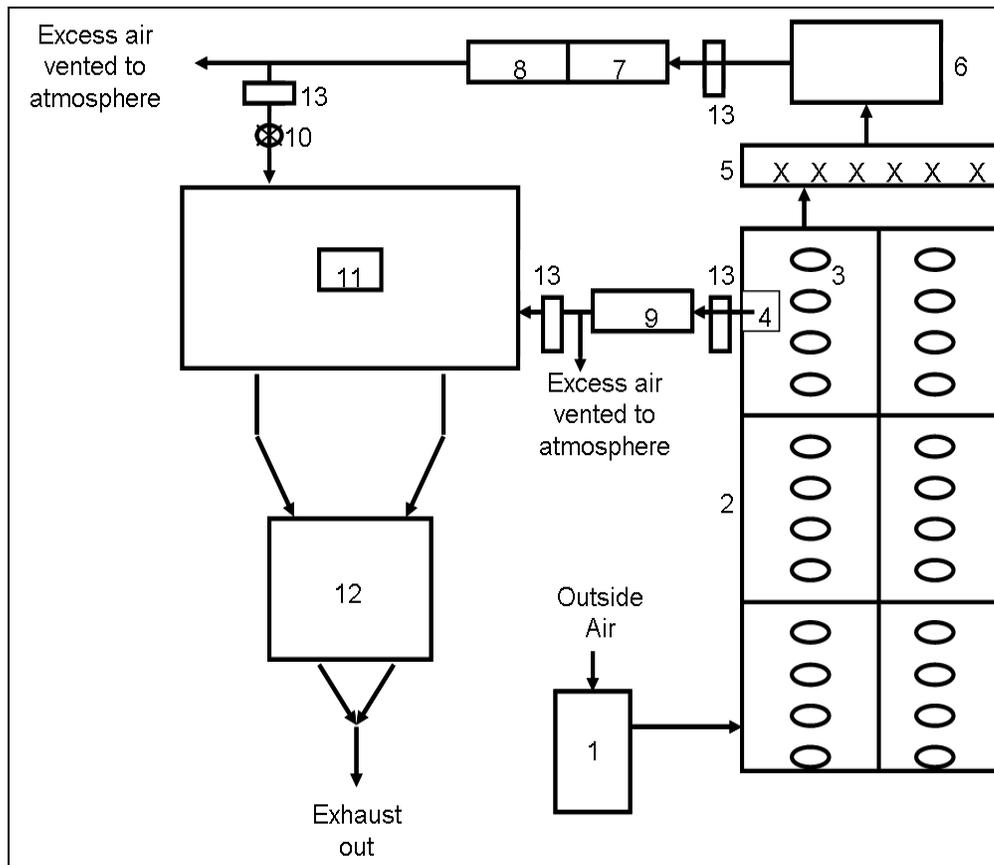 Excess air
vented to
atmosphere
8 7
6
13
13
10
5 X X X X X X
11
13
13
3
9
4
Excess air
vented to
atmosphere
2
12
Outside
Air
1
Exhaust
out